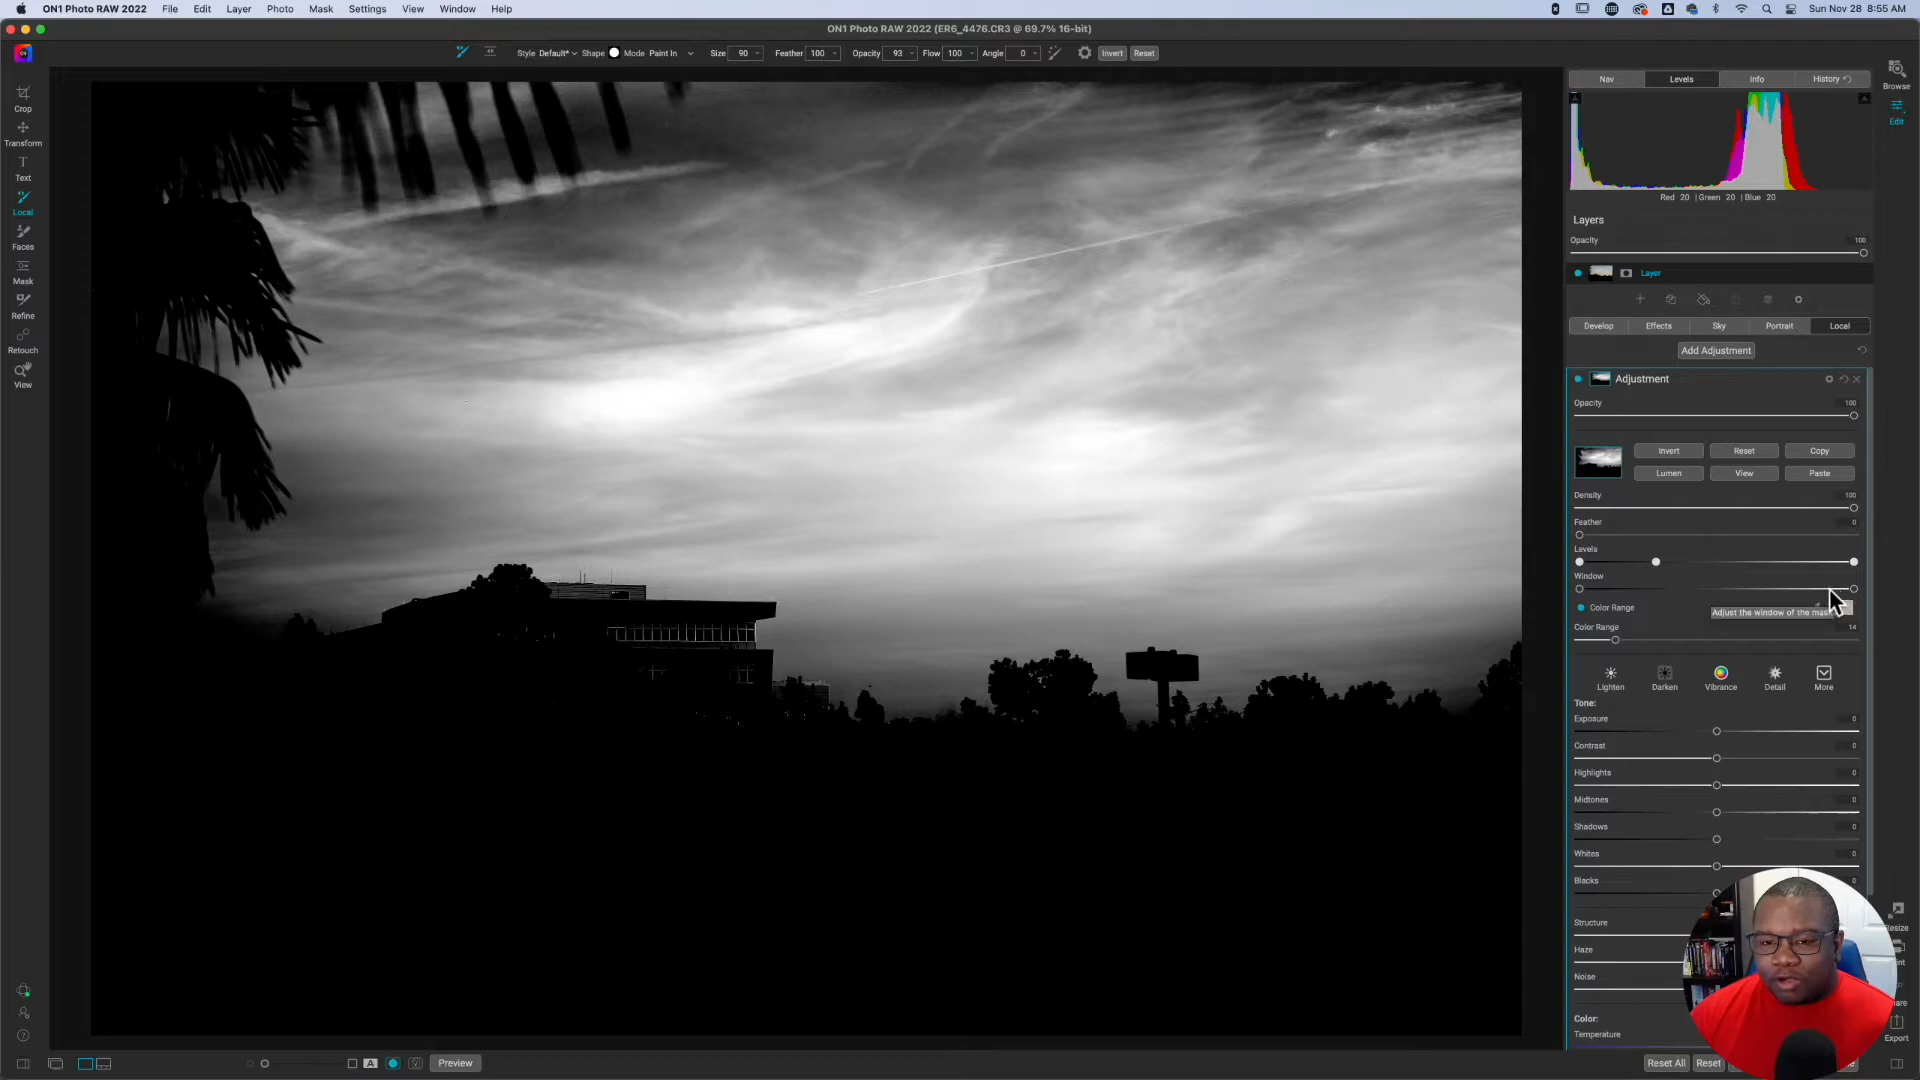 ON1 Photo RAW 2022 File Edit Layer Photo Mask Settings View Window Help Sun Nov 28 8:55 AM
ON1 Photo RAW 2022 (ER6_4476.CR3 @ 69.7% 16-bit)
Style Default* Shape Mode Paint In Size 90 Feather 100 Opacity 93 Flow 100 Angle 0 Invert Reset
Nav Levels Info History
Browse
Crop
Edit
Transform
Text
Red 20 | Green 20 | Blue 20
Local
Layers
Faces
Opacity 100
Layer
Mask
Refine
Develop Effects Sky Portrait Local
Retouch
Add Adjustment
View
Adjustment
Opacity 100
Invert Reset Copy
Lumen View Paste
Density 100
Feather 0
Levels
Window
Color Range
Adjust the window of the mas
Color Range 14
Lighten Darken Vibrance Detail More
Tone:
Exposure 0
Contrast 0
Highlights 0
Midtones 0
Shadows 0
Whites 0
Blacks 0
Structure
Haze
Noise
Color:
Temperature
Export
A Preview
Reset All Reset